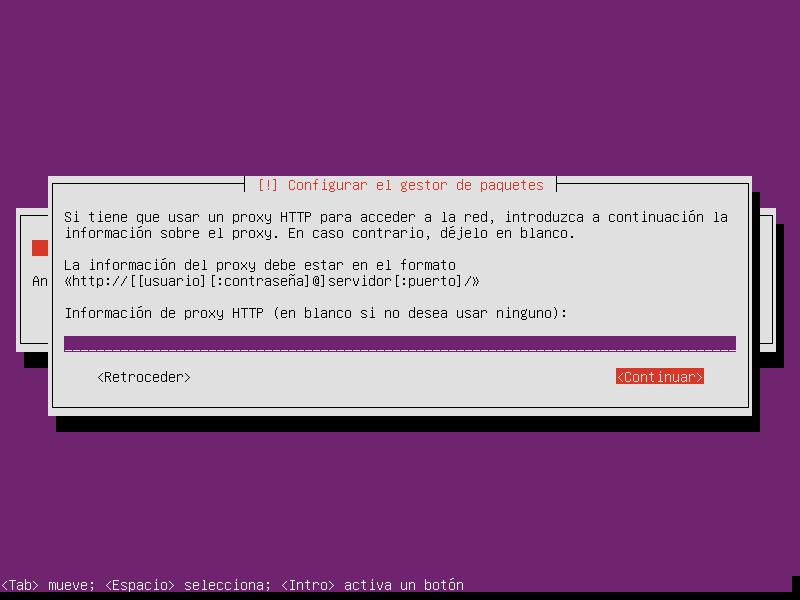 [!] Configurar el gestor de paquetes
Si tiene que usar un proxy HTTP para acceder a la red, introduzca a continuación la
información sobre el proxy. En caso contrario, déjelo en blanco.
La información del proxy debe estar en el formato
«http://[[usuario][:contraseña]@]servidor[:puerto]/»
An
Información de proxy HTTP (en blanco si no desea usar ninguno):
<Retroceder> <Continuar>
<Tab> mueve; <Espacio> selecciona; <Intro> activa un botón